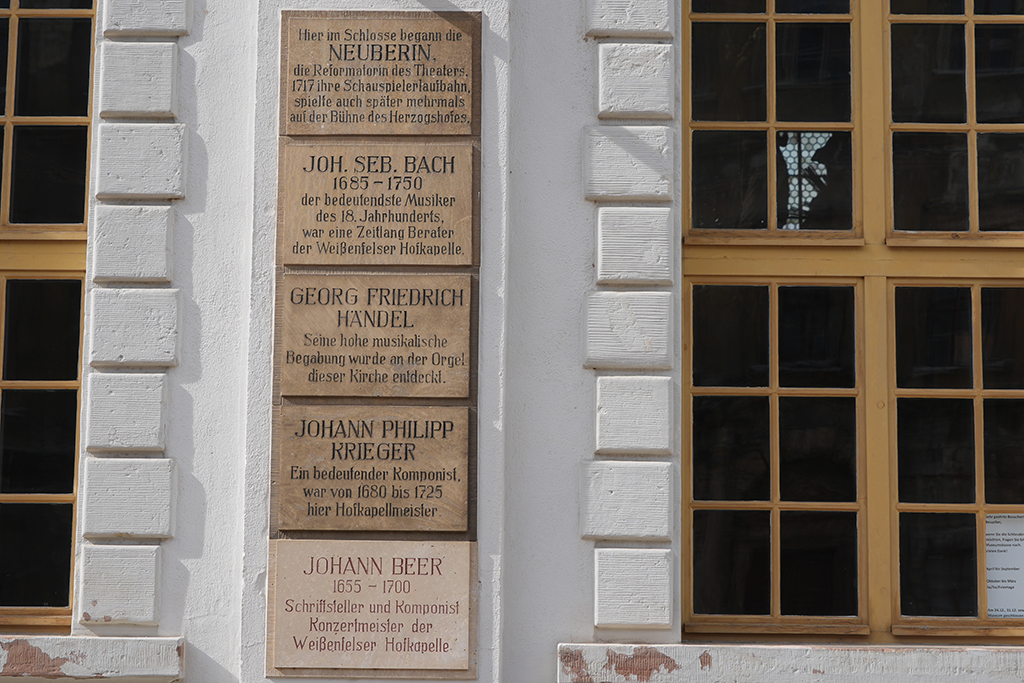 Hier im Schlosse begann die
NEUBERIN,
die Reformatorin des Theaters,
1717 ihre Schauspielerlaufbahn,
spielte auch später mehrmals
auf der Bühne des Herzogshofes.
JOH. SEB. BACH
1685 – 1750
der bedeutendste Musiker
des 18. Jahrhunderts,
war eine Zeitlang Berater
der Weißenfelser Hofkapelle.
GEORG FRIEDRICH
HÄNDEL
Seine hohe musikalische
Begabung wurde an der Orgel
dieser Kirche entdeckt.
JOHANN PHILIPP
KRIEGER
Ein bedeutender Komponist,
war von 1680 bis 1725
hier Hofkapellmeister
JOHANN BEER
1655 – 1700
Schriftsteller und Komponist
Konzertmeister der
Weißenfelser Hofkapelle
April bis September